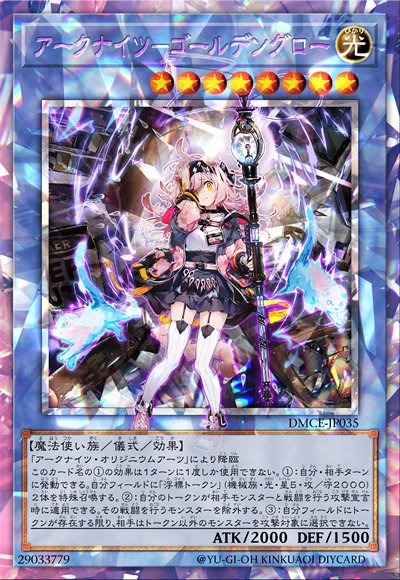 アークナイツーゴールデングロー
光
DMCE-JP035
【魔法使い族／儀式／効果】
「アークナイツ・オリジニウムアーツ」により降臨
このカード名の①の効果は1ターンに1度しか使用できない。①：自分・相手ターン
に発動できる。自分フィールドに「浮標トークン」（機械族・光・星5・攻／守2000）
2体を特殊召喚する。②：自分のトークンが相手モンスターと戦闘を行う攻撃宣言
時に適用できる。その戦闘を行うモンスターを除外する。③：自分フィールドにトー
クンが存在する限り、相手はトークン以外のモンスターを攻撃対象に選択できない。
ATK/2000 DEF/1500
29033779
@YU-GI-OH KINKUAOI DIYCARD